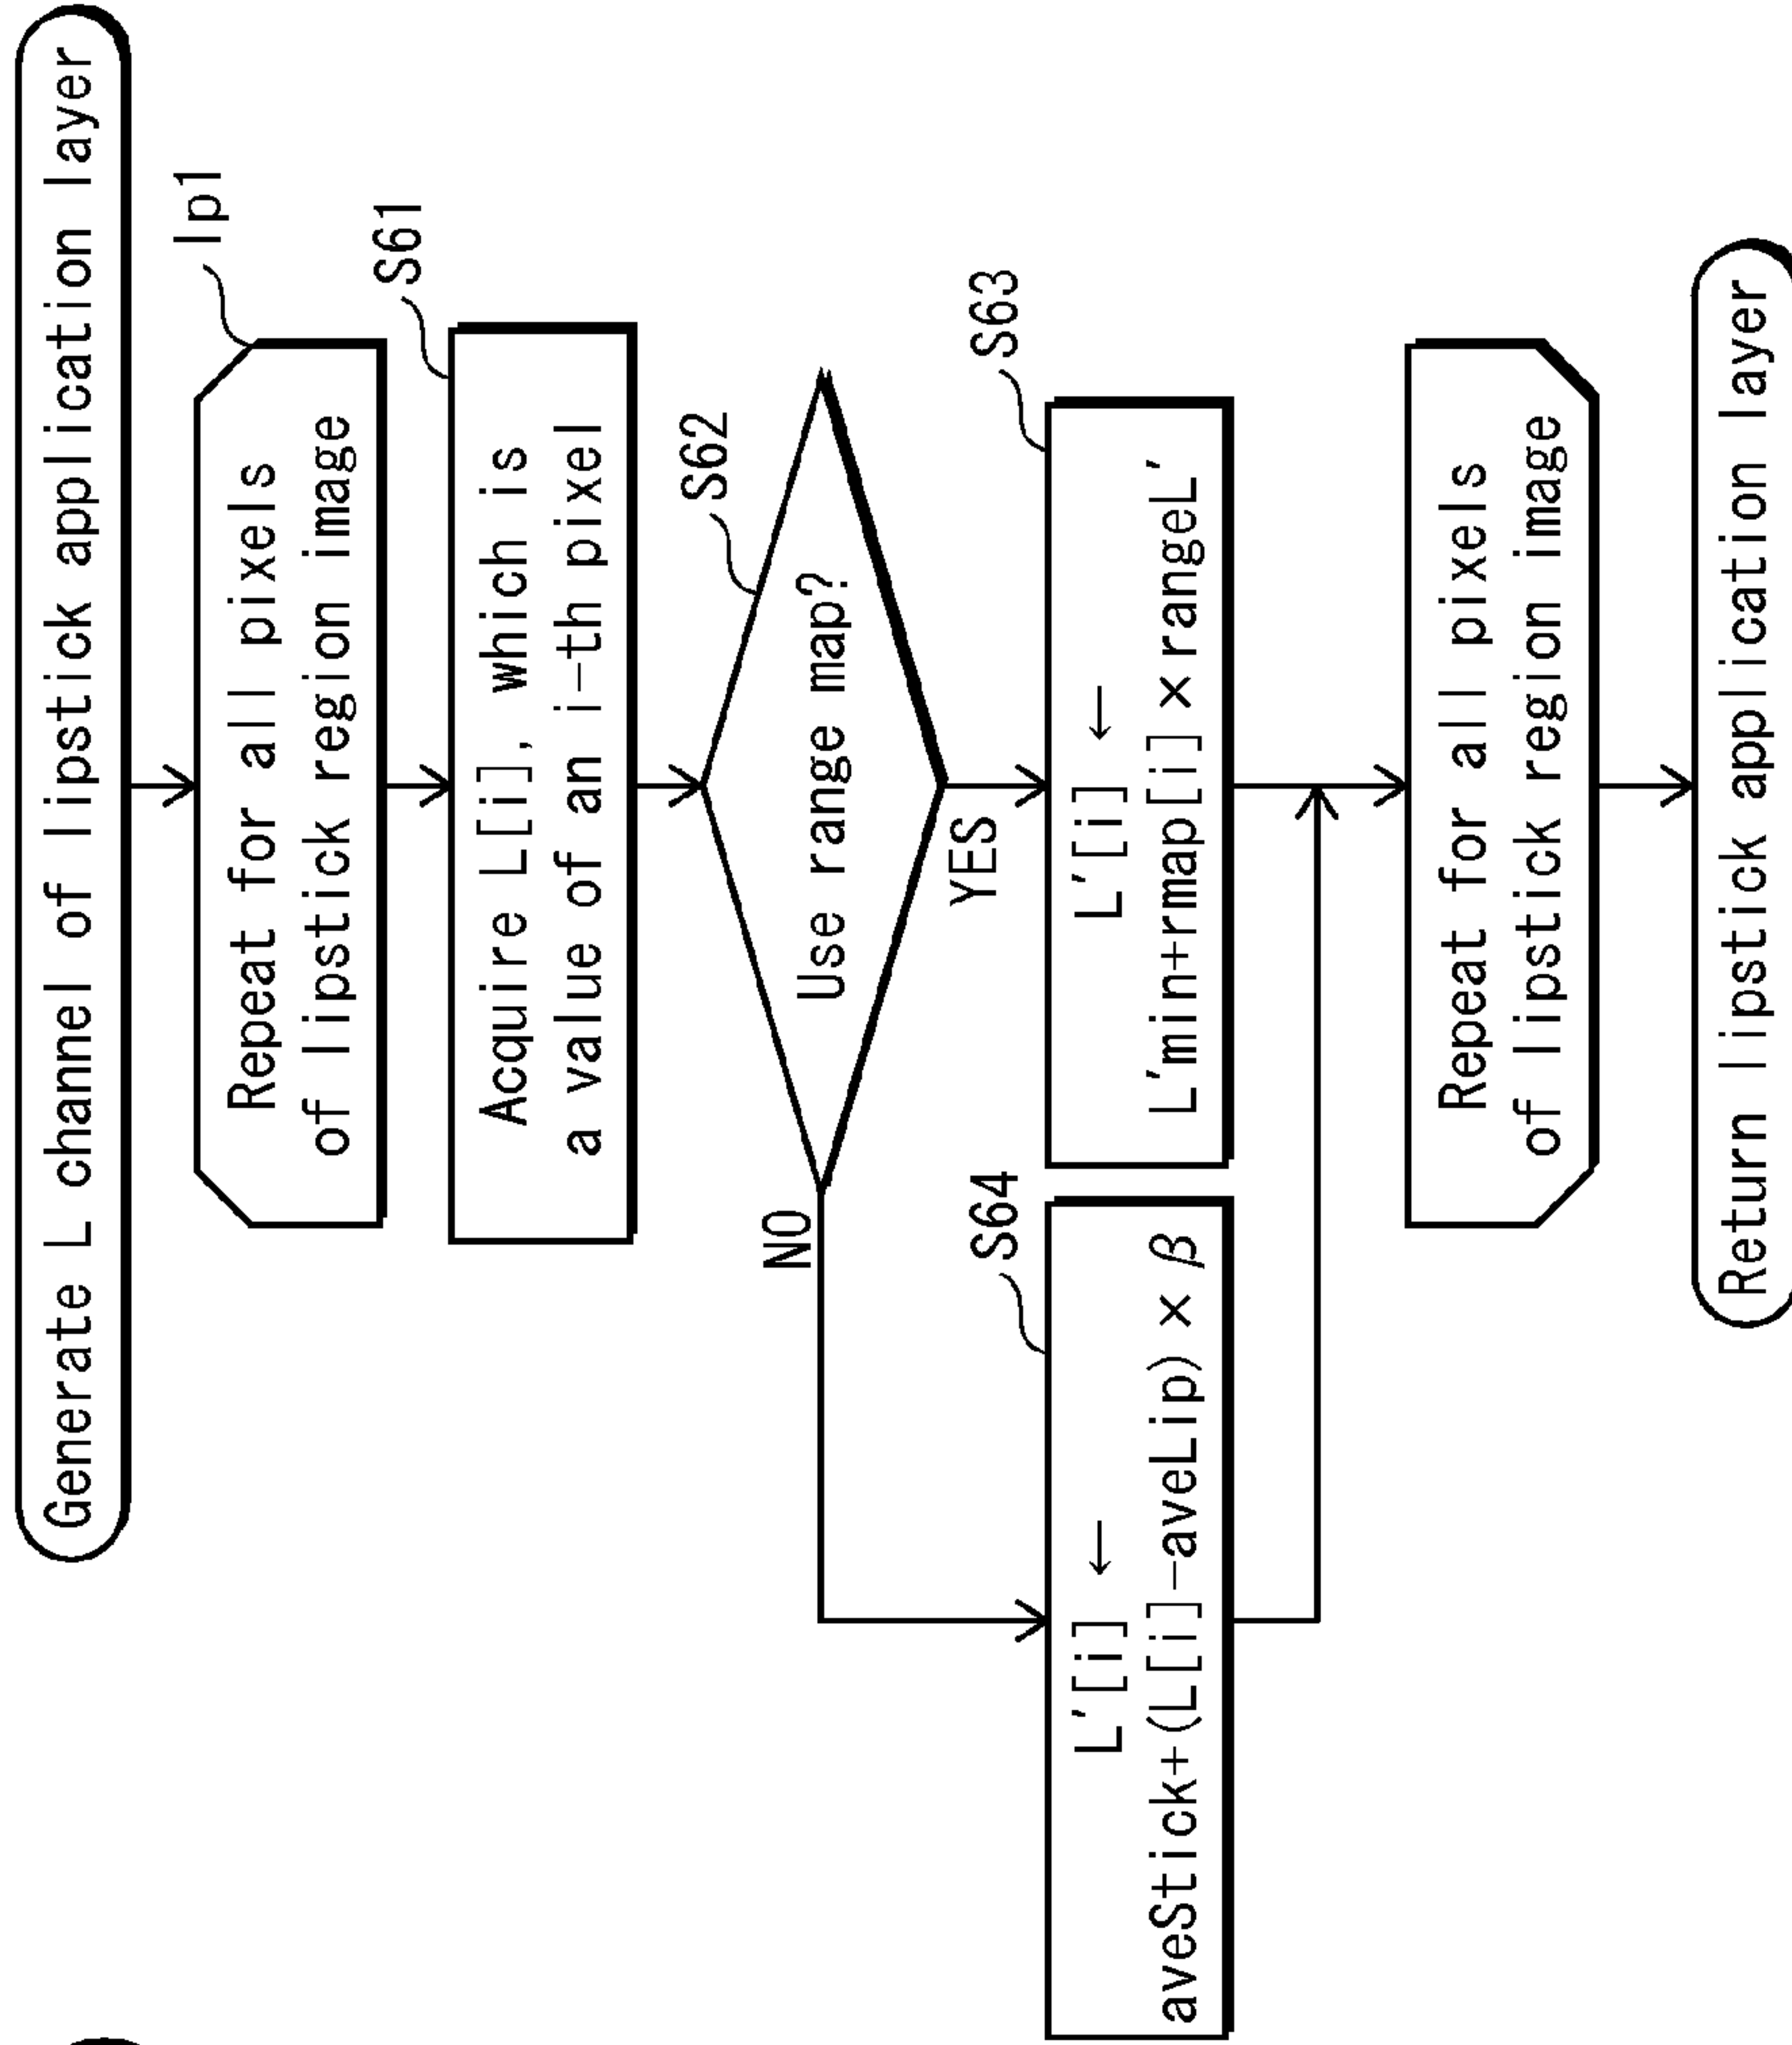 Generate L channel of lipstick application layer
lp1
Repeat for all pixels
of lipstick region image
S61
Acquire L[i], which is
a value of an i-th pixel
S62
Use range map?
NO
YES
S64
L'[i] ←
aveStick+(L[i]-aveLip) × β
S63
L'[i] ←
L'min+rmap[i] × rangeL'
Repeat for all pixels
of lipstick region image
Return lipstick application layer